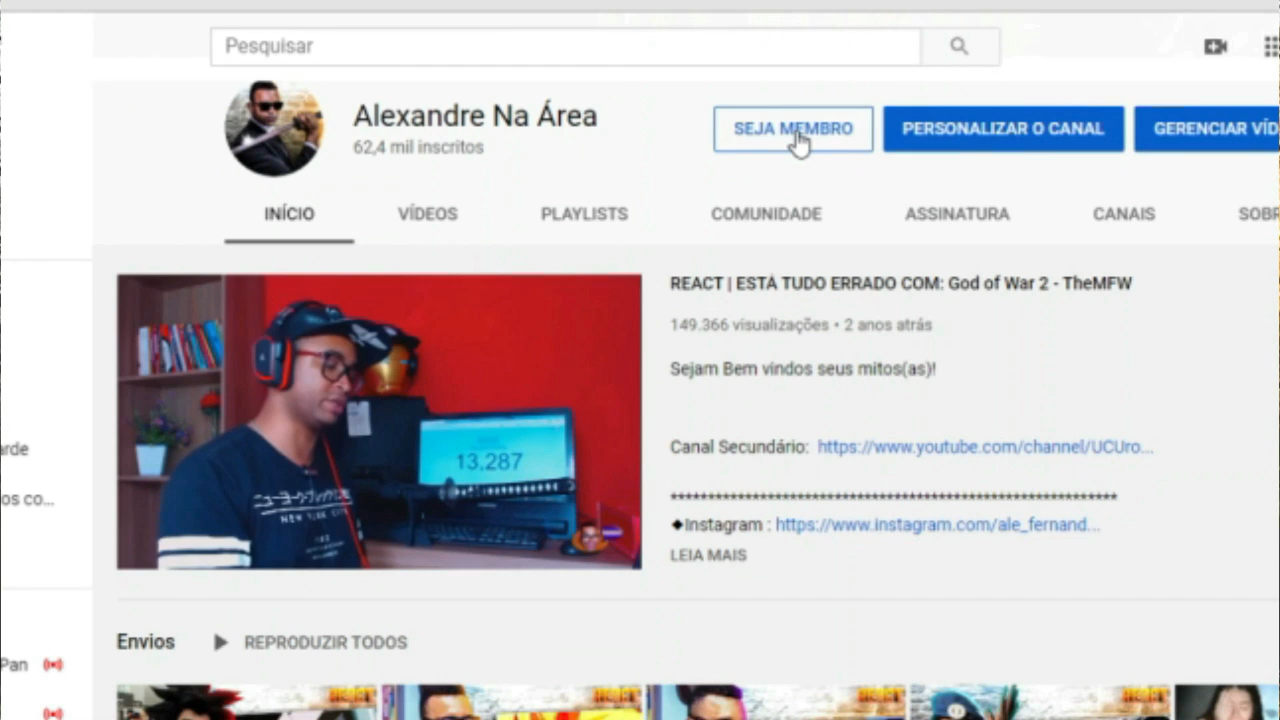 Pesquisar
Alexandre Na Área
62,4 mil inscritos
SEJA MEMBRO
PERSONALIZAR O CANAL
GERENCIAR VÍD
INÍCIO
VÍDEOS
PLAYLISTS
COMUNIDADE
ASSINATURA
CANAIS
SOBR
REACT | ESTÁ TUDO ERRADO COM: God of War 2 - TheMFW
149.366 visualizações • 2 anos atrás
Sejam Bem vindos seus mitos(as)!
13,287
NEW YORK CITY
Canal Secundário: https://www.youtube.com/channel/UCUro...
◆Instagram : https://www.instagram.com/ale_fernand...
LEIA MAIS
arde
os co...
Envios
REPRODUZIR TODOS
Pan